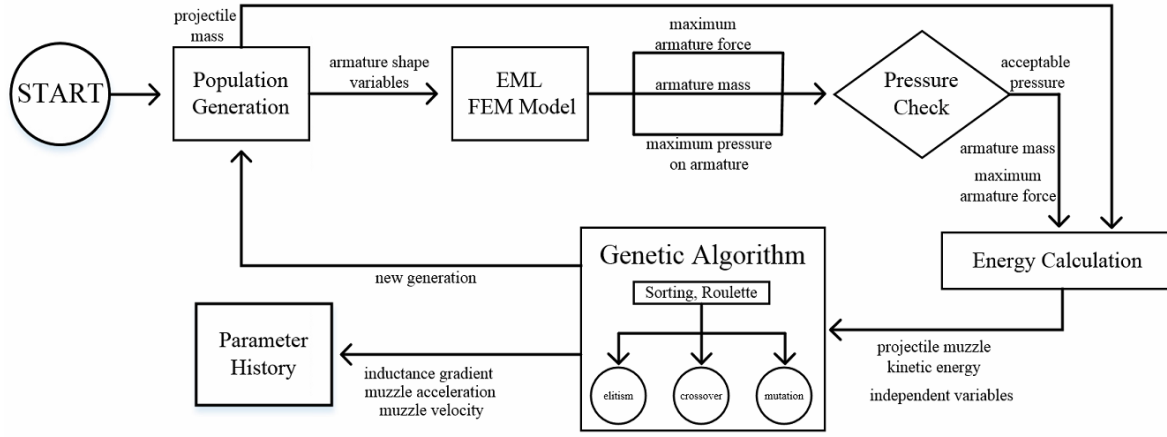 projectile
mass
START
Population
Generation
armature shape
variables
EML
FEM Model
maximum
armature force
armature mass
maximum pressure
on armature
Pressure
Check
acceptable
pressure
armature mass
maximum
armature force
Energy Calculation
projectile muzzle
kinetic energy
independent variables
Genetic Algorithm
Sorting, Roulette
elitism
crossover
mutation
new generation
inductance gradient
muzzle acceleration
muzzle velocity
Parameter
History